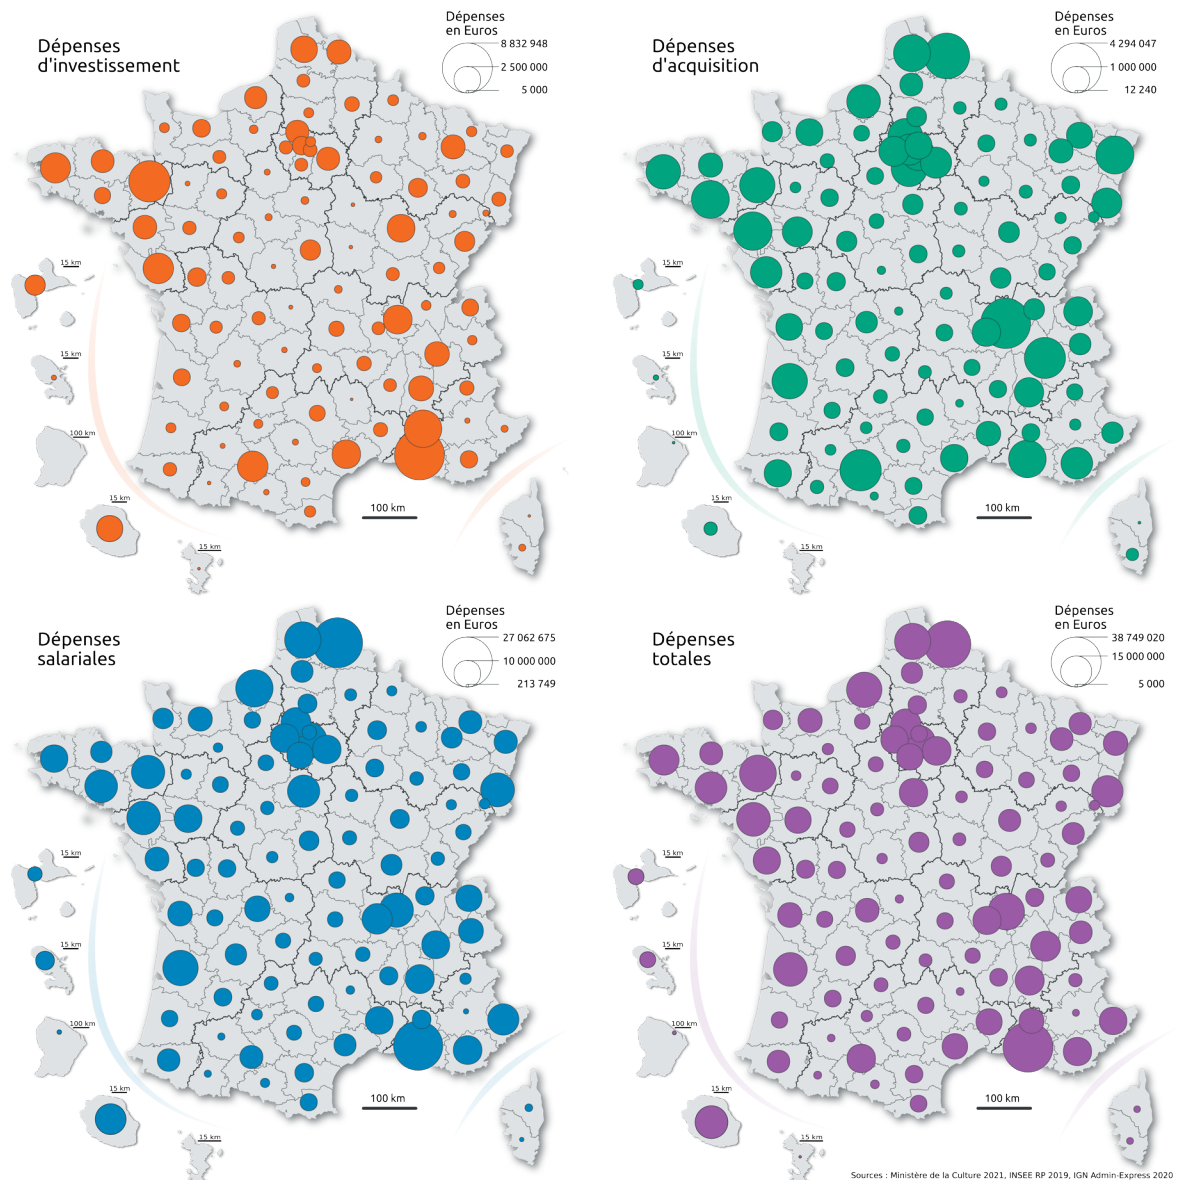 Dépenses
d'investissement
Dépenses
en Euros
8 832 948
2 500 000
5 000
15 km
15 km
100 km
15 km
15 km
100 km
Dépenses
d'acquisition
Dépenses
en Euros
4 294 047
1 000 000
12 240
15 km
15 km
100 km
15 km
15 km
100 km
Dépenses
salariales
Dépenses
en Euros
27 062 675
10 000 000
213 749
15 km
15 km
100 km
15 km
15 km
100 km
Dépenses
totales
Dépenses
en Euros
38 749 020
15 000 000
5 000
15 km
15 km
100 km
15 km
15 km
100 km
Sources : Ministère de la Culture 2021, INSEE RP 2019, IGN Admin-Express 2020